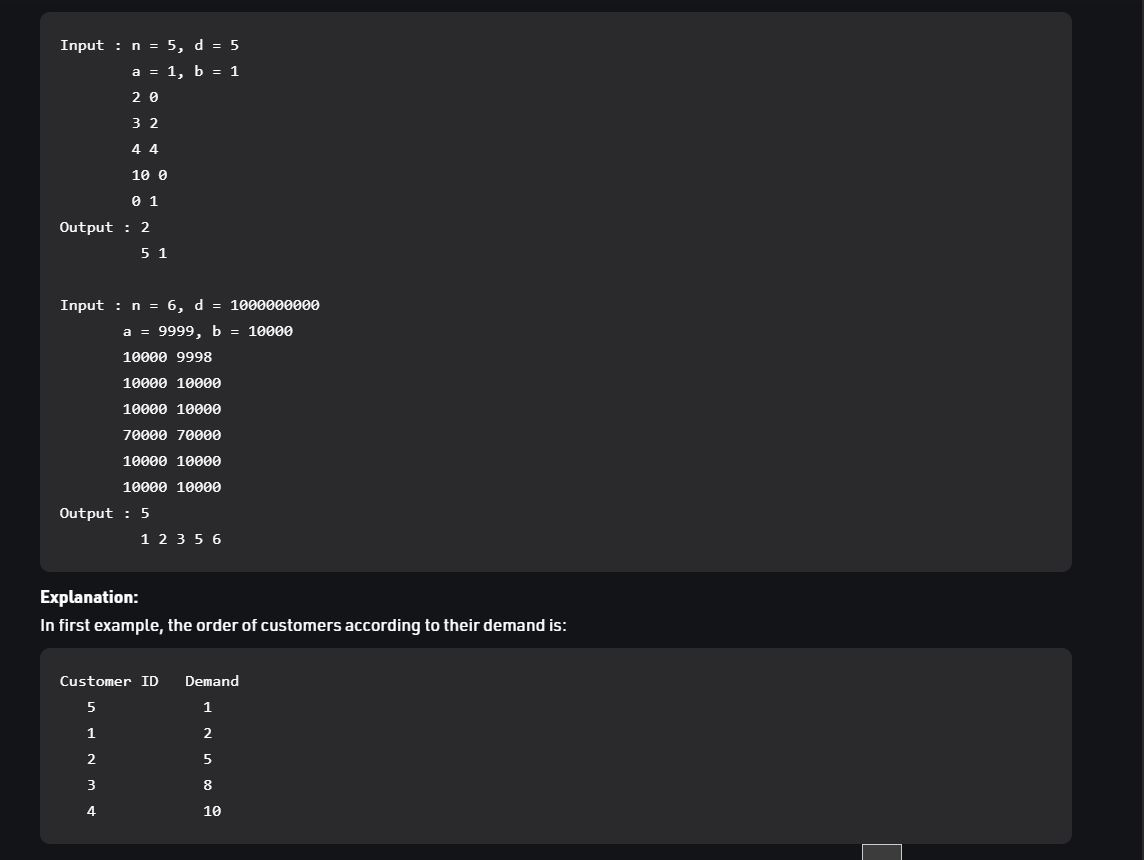 Input : n = 5, d = 5
a = 1, b = 1
2 0
3 2
4 4
10 0
0 1
Output : 2
5 1
Input : n = 6, d = 1000000000
a = 9999, b = 10000
10000 9998
10000 10000
10000 10000
70000 70000
10000 10000
10000 10000
Output : 5
1 2 3 5 6
Explanation:
In first example, the order of customers according to their demand is:
Customer ID Demand
5 1
1 2
2 5
3 8
4 10